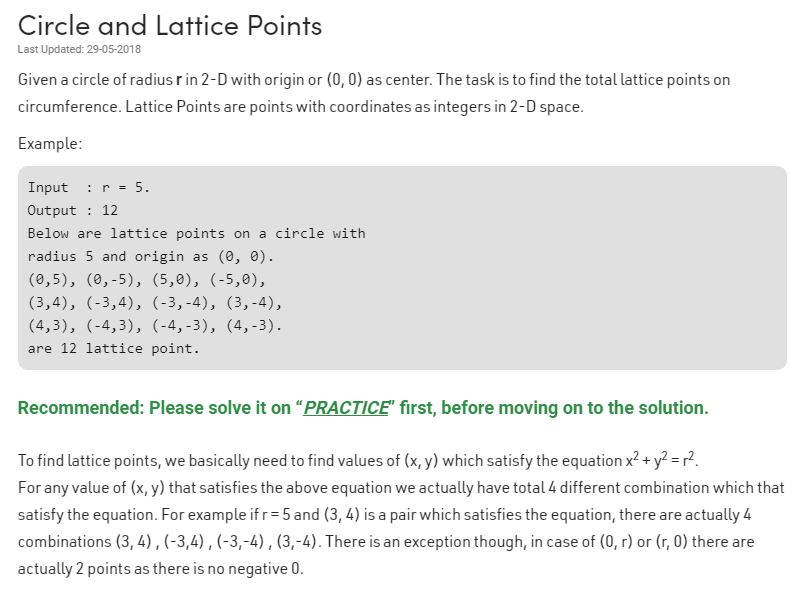 Circle and Lattice Points
Last Updated: 29-05-2018
Given a circle of radius r in 2-D with origin or (0, 0) as center. The task is to find the total lattice points on
circumference. Lattice Points are points with coordinates as integers in 2-D space.
Example:
Input  : r = 5.
Output : 12
Below are lattice points on a circle with
radius 5 and origin as (0, 0).
(0,5), (0,-5), (5,0), (-5,0),
(3,4), (-3,4), (-3,-4), (3,-4),
(4,3), (-4,3), (-4,-3), (4,-3).
are 12 lattice point.
Recommended: Please solve it on “PRACTICE” first, before moving on to the solution.
To find lattice points, we basically need to find values of (x, y) which satisfy the equation x² + y² = r².
For any value of (x, y) that satisfies the above equation we actually have total 4 different combination which that
satisfy the equation. For example if r = 5 and (3, 4) is a pair which satisfies the equation, there are actually 4
combinations (3, 4) , (-3,4) , (-3,-4) , (3,-4). There is an exception though, in case of (0, r) or (r, 0) there are
actually 2 points as there is no negative 0.